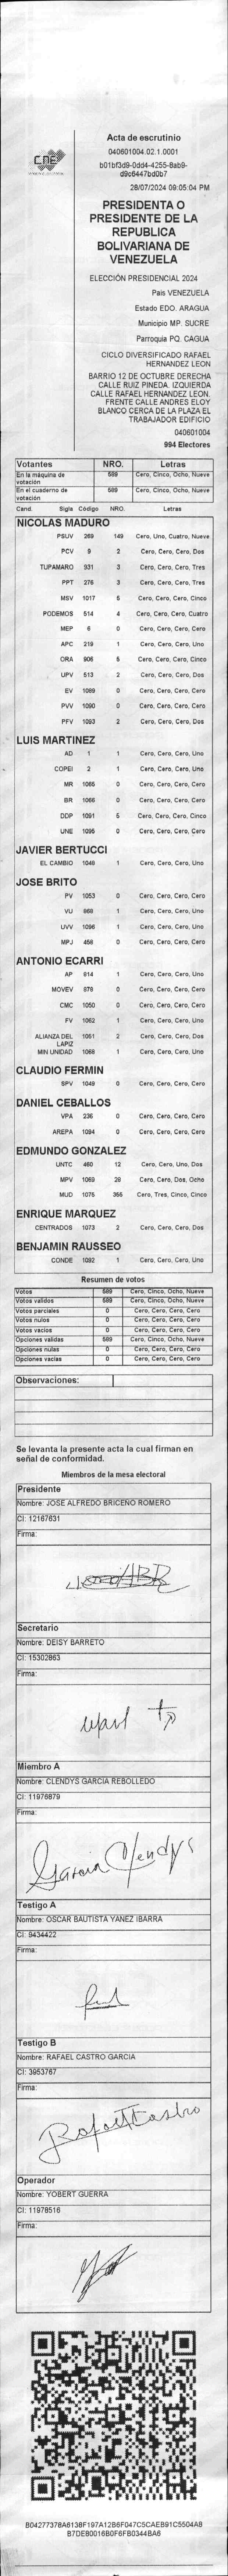 Acta de escrutinio
040601004.02.1.0001
b01bf3d9-0dd4-4255-8ab9-
d9c6447bd0b7
28/07/2024 09:05:04 PM
CNE
PRESIDENTA O
PRESIDENTE DE LA
REPUBLICA
BOLIVARIANA DE
VENEZUELA
ELECCIÓN PRESIDENCIAL 2024
Pais VENEZUELA
Estado EDO. ARAGUA
Municipio MP. SUCRE
Parroquia PQ. CAGUA
CICLO DIVERSIFICADO RAFAEL
HERNANDEZ LEON
BARRIO 12 DE OCTUBRE DERECHA
CALLE RUIZ PINEDA. IZQUIERDA
CALLE RAFAEL HERNANDEZ LEON.
FRENTE CALLE ANDRES ELOY
BLANCO CERCA DE LA PLAZA EL
TRABAJADOR EDIFICIO
040601004
994 Electores
Votantes NRO. Letras
En la máquina de votación 589 Cero, Cinco, Ocho, Nueve
En el cuaderno de votación 589 Cero, Cinco, Ocho, Nueve
Cand. Sigla Código NRO. Letras
NICOLAS MADURO
PSUV 269 149 Cero, Uno, Cuatro, Nueve
PCV 9 2 Cero, Cero, Cero, Dos
TUPAMARO 931 3 Cero, Cero, Cero, Tres
PPT 276 3 Cero, Cero, Cero, Tres
MSV 1017 5 Cero, Cero, Cero, Cinco
PODEMOS 514 4 Cero, Cero, Cero, Cuatro
MEP 6 0 Cero, Cero, Cero, Cero
APC 219 1 Cero, Cero, Cero, Uno
ORA 906 5 Cero, Cero, Cero, Cinco
UPV 513 2 Cero, Cero, Cero, Dos
EV 1089 0 Cero, Cero, Cero, Cero
PVV 1090 0 Cero, Cero, Cero, Cero
PFV 1093 2 Cero, Cero, Cero, Dos
LUIS MARTINEZ
AD 1 1 Cero, Cero, Cero, Uno
COPEI 2 1 Cero, Cero, Cero, Uno
MR 1065 0 Cero, Cero, Cero, Cero
BR 1066 0 Cero, Cero, Cero, Cero
DDP 1091 5 Cero, Cero, Cero, Cinco
UNE 1095 0 Cero, Cero, Cero, Cero
JAVIER BERTUCCI
EL CAMBIO 1048 1 Cero, Cero, Cero, Uno
JOSE BRITO
PV 1053 0 Cero, Cero, Cero, Cero
VU 868 1 Cero, Cero, Cero, Uno
UVV 1096 1 Cero, Cero, Cero, Uno
MPJ 458 0 Cero, Cero, Cero, Cero
ANTONIO ECARRI
AP 614 1 Cero, Cero, Cero, Uno
MOVEV 878 0 Cero, Cero, Cero, Cero
CMC 1050 0 Cero, Cero, Cero, Cero
FV 1062 1 Cero, Cero, Cero, Uno
ALIANZA DEL LAPIZ 1061 2 Cero, Cero, Cero, Dos
MIN UNIDAD 1068 1 Cero, Cero, Cero, Uno
CLAUDIO FERMIN
SPV 1049 0 Cero, Cero, Cero, Cero
DANIEL CEBALLOS
VPA 236 0 Cero, Cero, Cero, Cero
AREPA 1094 0 Cero, Cero, Cero, Cero
EDMUNDO GONZALEZ
UNTC 460 12 Cero, Cero, Uno, Dos
MPV 1069 28 Cero, Cero, Dos, Ocho
MUD 1075 355 Cero, Tres, Cinco, Cinco
ENRIQUE MARQUEZ
CENTRADOS 1073 2 Cero, Cero, Cero, Dos
BENJAMIN RAUSSEO
CONDE 1092 1 Cero, Cero, Cero, Uno
Resumen de votos
Votos 589 Cero, Cinco, Ocho, Nueve
Votos validos 589 Cero, Cinco, Ocho, Nueve
Votos parciales 0 Cero, Cero, Cero, Cero
Votos nulos 0 Cero, Cero, Cero, Cero
Votos vacios 0 Cero, Cero, Cero, Cero
Opciones validas 589 Cero, Cinco, Ocho, Nueve
Opciones nulas 0 Cero, Cero, Cero, Cero
Opciones vacias 0 Cero, Cero, Cero, Cero
Observaciones:
Se levanta la presente acta la cual firman en
señal de conformidad.
Miembros de la mesa electoral
Presidente
Nombre: JOSE ALFREDO BRICEÑO ROMERO
CI: 12167631
Firma:
Secretario
Nombre: DEISY BARRETO
CI: 15302863
Firma:
Miembro A
Nombre: CLENDYS GARCIA REBOLLEDO
CI: 11976879
Firma:
Garcia Clendys
Testigo A
Nombre: OSCAR BAUTISTA YANEZ IBARRA
CI: 9434422
Firma:
Testigo B
Nombre: RAFAEL CASTRO GARCIA
CI: 3953767
Firma:
Rafael Castro
Operador
Nombre: YOBERT GUERRA
CI: 11978516
Firma:
B04277378A6138F197A12B6F047C5CAEB91C5504A8
B7DE80016B0F6FB0344BA6